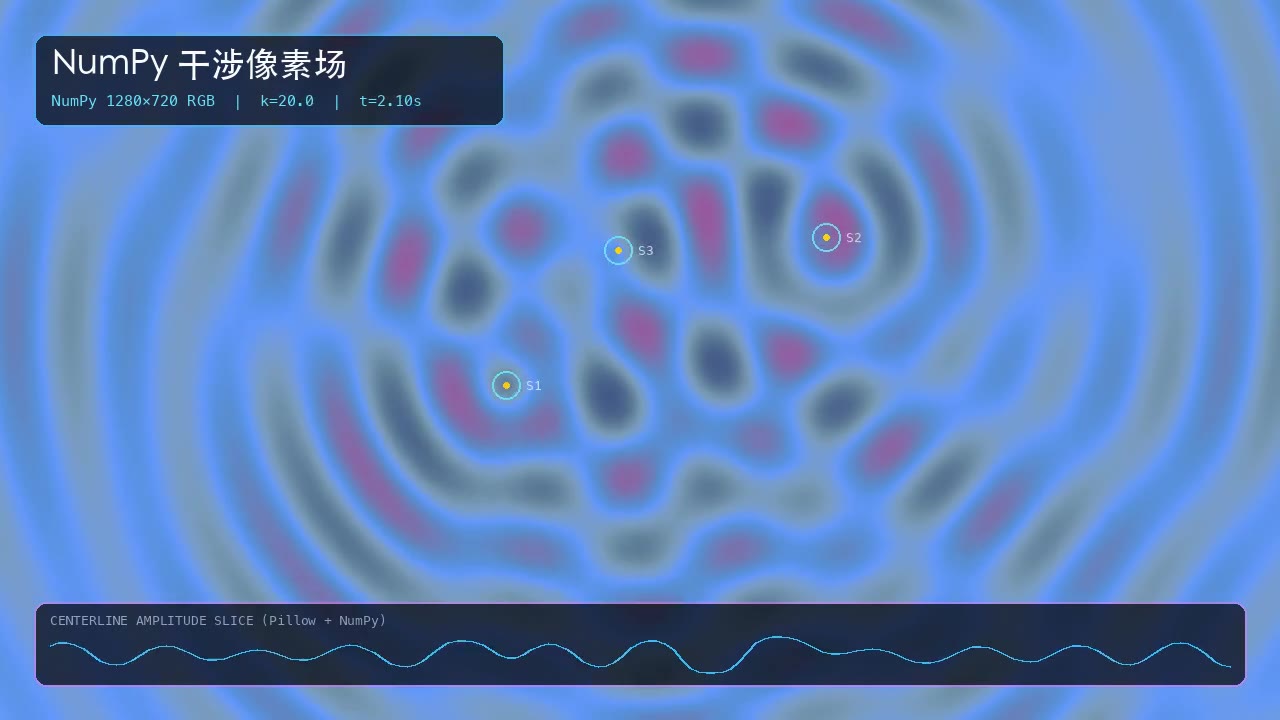 NumPy 干涉像素场
NumPy 1280×720 RGB | k=20.0 | t=2.10s
S3
S2
S1
CENTERLINE AMPLITUDE SLICE (Pillow + NumPy)